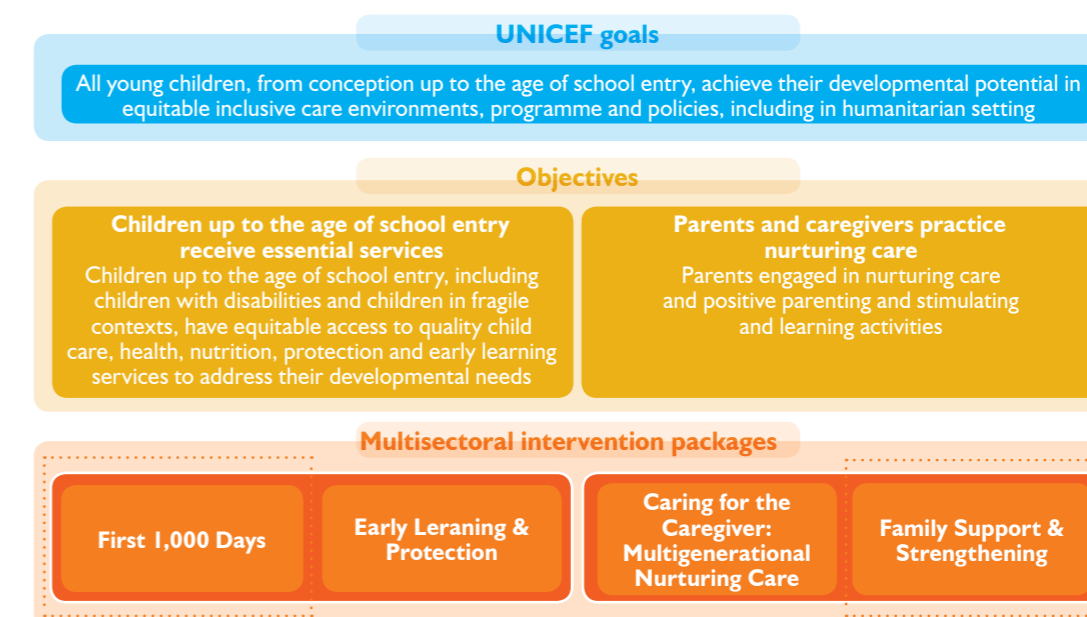 UNICEF goals
All young children, from conception up to the age of school entry, achieve their developmental potential in
equitable inclusive care environments, programme and policies, including in humanitarian setting
Objectives
Children up to the age of school entry
receive essential services
Children up to the age of school entry, including
children with disabilities and children in fragile
contexts, have equitable access to quality child
care, health, nutrition, protection and early learning
services to address their developmental needs
Parents and caregivers practice
nurturing care
Parents engaged in nurturing care
and positive parenting and stimulating
and learning activities
Multisectoral intervention packages
First 1,000 Days
Early Leraning &
Protection
Caring for the
Caregiver:
Multigenerational
Nurturing Care
Family Support &
Strengthening